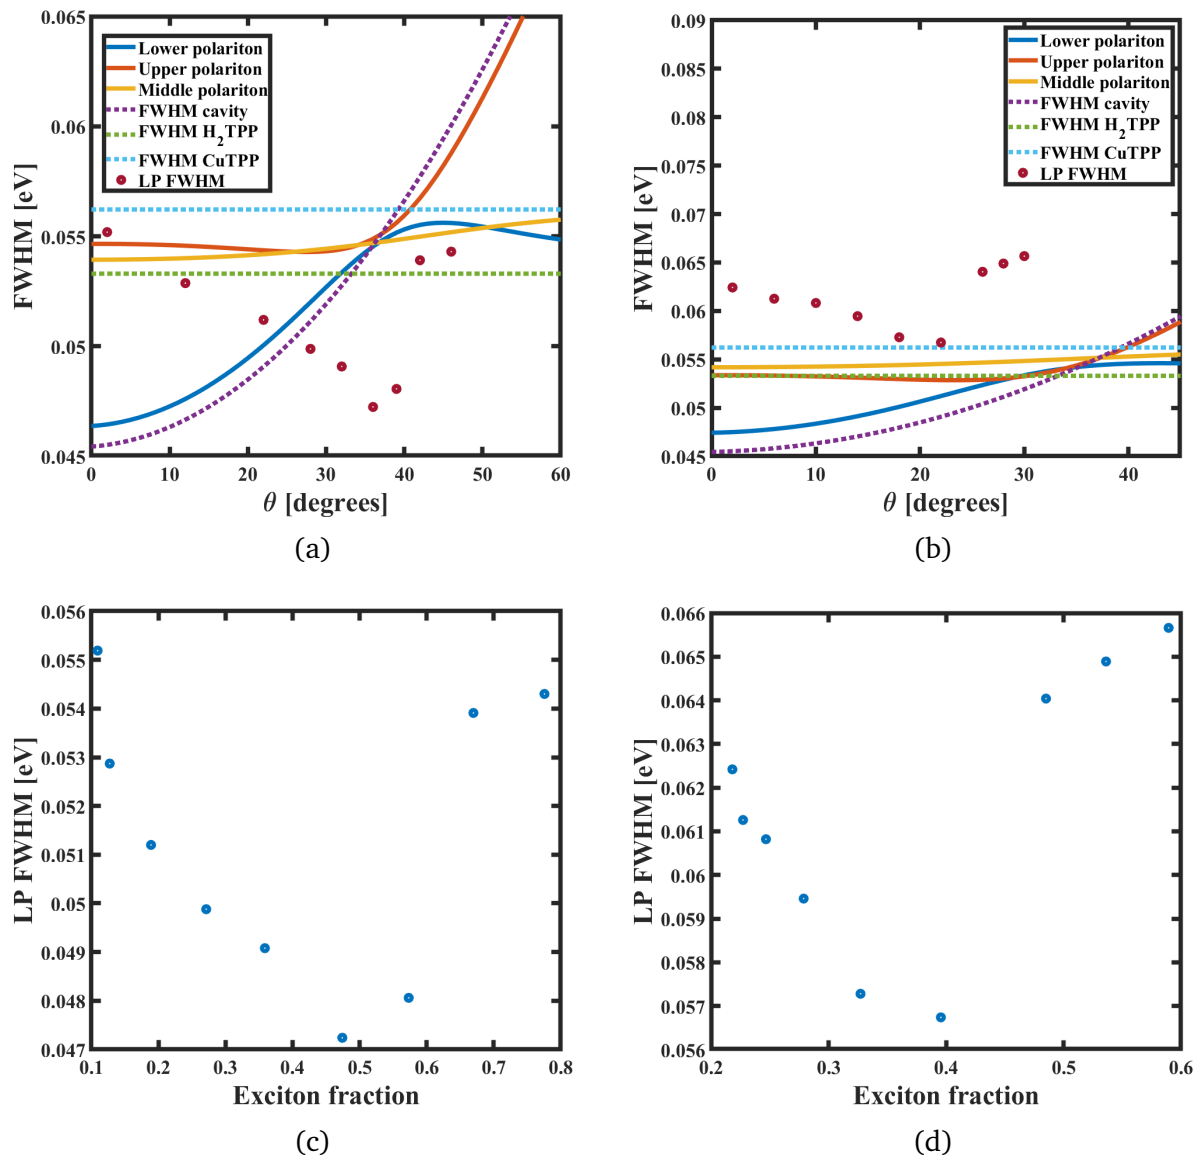 0.065
0.06
0.055
0.05
0.045
FWHM [eV]
Lower polariton
Upper polariton
Middle polariton
FWHM cavity
FWHM H2TPP
FWHM CuTPP
LP FWHM
0 10 20 30 40 50 60
θ [degrees]
(a)
0.09
0.085
0.08
0.075
0.07
0.065
0.06
0.055
0.05
0.045
FWHM [eV]
Lower polariton
Upper polariton
Middle polariton
FWHM cavity
FWHM H2TPP
FWHM CuTPP
LP FWHM
0 10 20 30 40
θ [degrees]
(b)
0.056
0.055
0.054
0.053
0.052
0.051
0.05
0.049
0.048
0.047
LP FWHM [eV]
0.1 0.2 0.3 0.4 0.5 0.6 0.7 0.8
Exciton fraction
(c)
0.066
0.065
0.064
0.063
0.062
0.061
0.06
0.059
0.058
0.057
0.056
LP FWHM [eV]
0.2 0.3 0.4 0.5 0.6
Exciton fraction
(d)